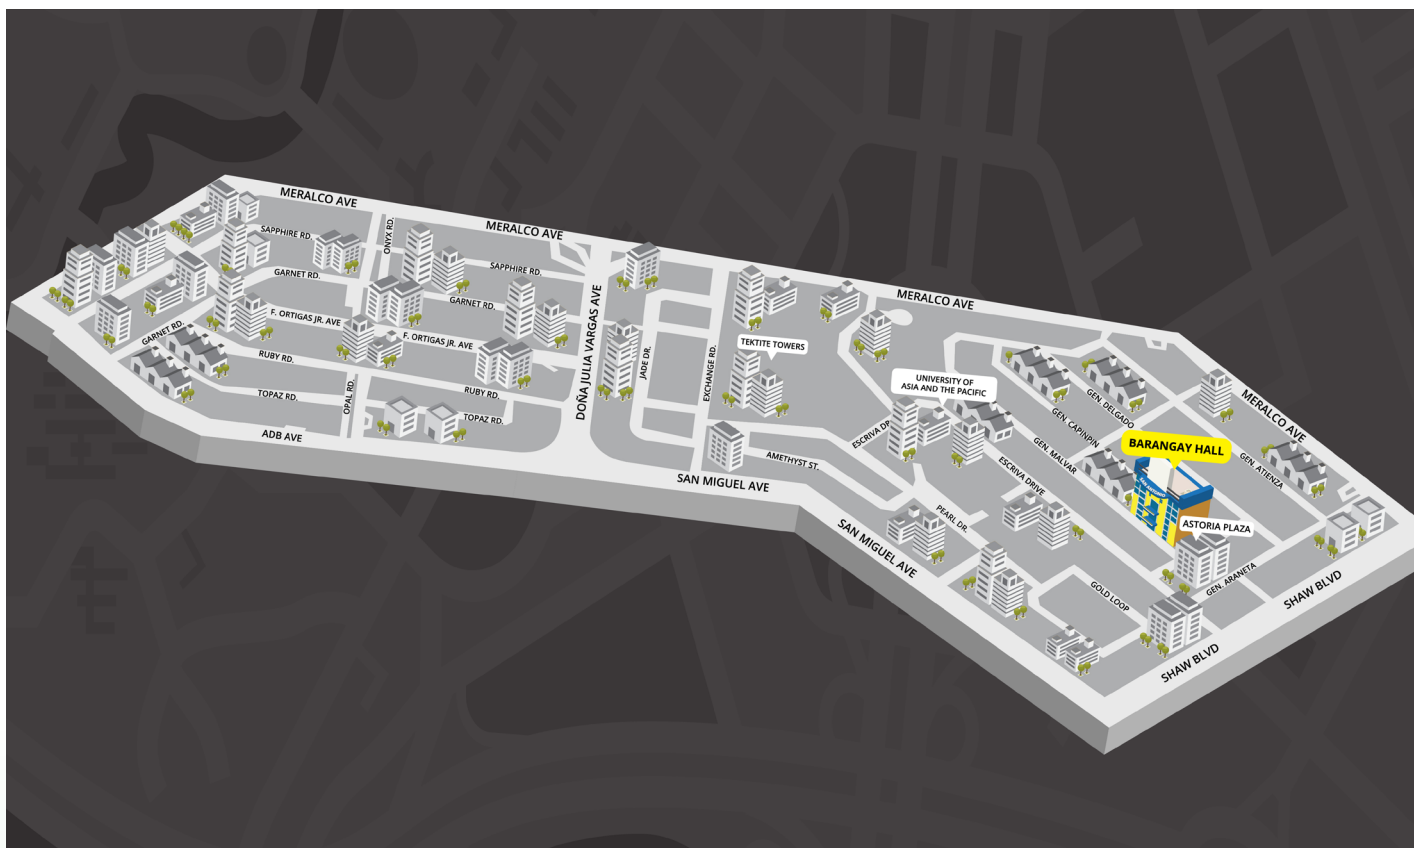 MERALCO AVE
MERALCO AVE
ONYX RD.
SAPPHIRE RD.
SAPPHIRE RD.
GARNET RD.
GARNET RD.
MERALCO AVE
F. ORTIGAS JR. AVE
GARNET RD.
F. ORTIGAS JR. AVE
DOÑA JULIA VARGAS AVE
JADE DR.
EXCHANGE RD.
TEKTITE TOWERS
RUBY RD.
RUBY RD.
TOPAZ RD.
OPAL RD.
TOPAZ RD.
ADB AVE
UNIVERSITY OF
ASIA AND THE PACIFIC
GEN. DELGADO
MERALCO AVE
GEN. CAPINPIN
ESCRIVA DR
GEN. MALVAR
BARANGAY HALL
SAN ANTONIO
GEN. ATIENZA
AMETHYST ST.
ESCRIVA DRIVE
SAN MIGUEL AVE
PEARL DR.
ASTORIA PLAZA
SAN MIGUEL AVE
GEN. ARANETA
GOLD LOOP
SHAW BLVD
SHAW BLVD